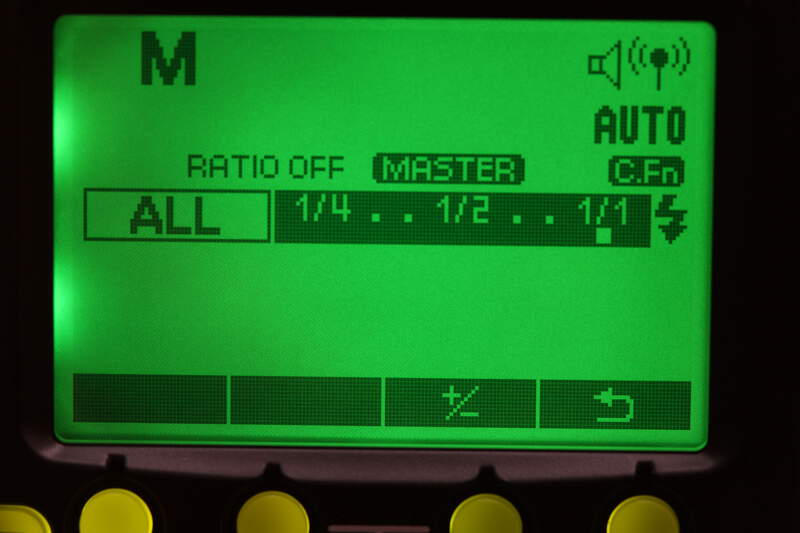 M
AUTO
RATIO OFF MASTER C.Fn
ALL 1/4 . . 1/2 . . 1/1
+/-